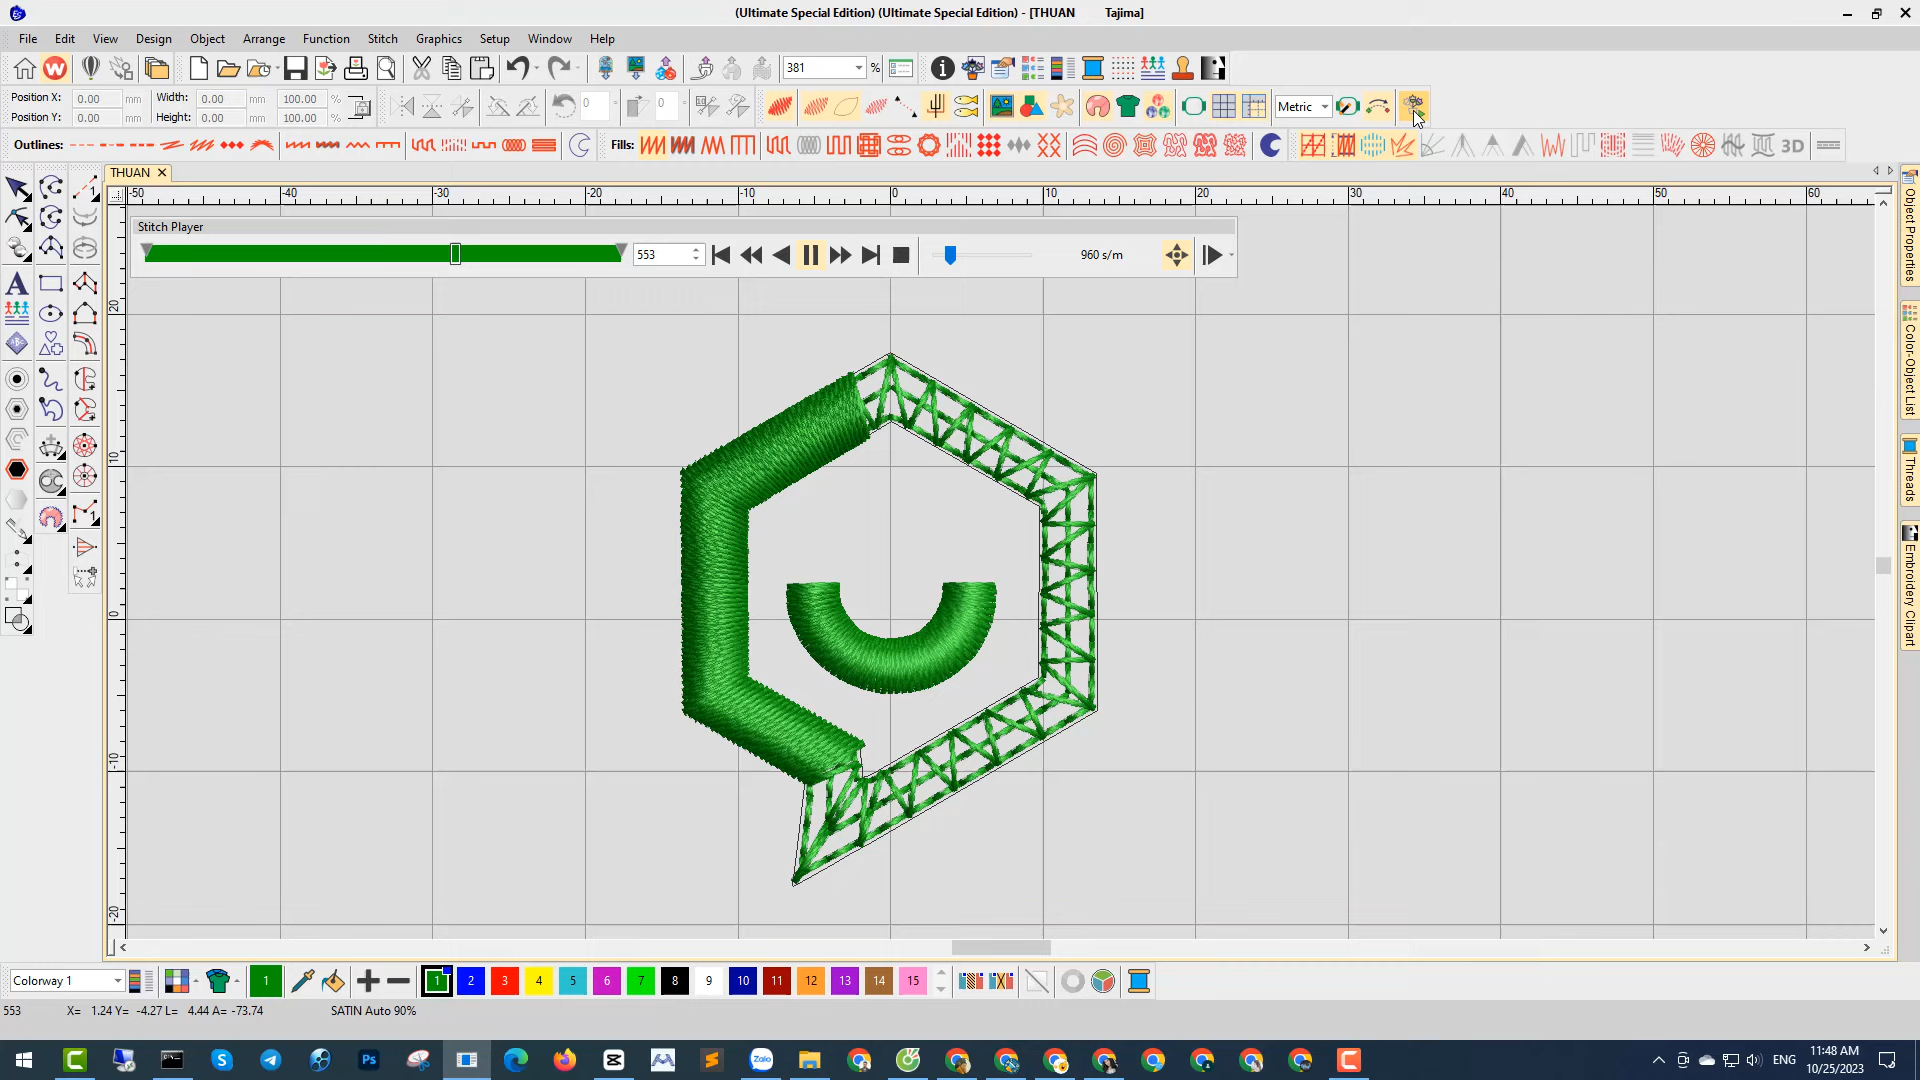 (Ultimate Special Edition) (Ultimate Special Edition) - [THUAN Tajima]
File Edit View Design Object Arrange Function Stitch Graphics Setup Window Help
381 %
Position X: 0.00 mm Width: 0.00 mm 100.00 %
Position Y: 0.00 mm Height: 0.00 mm 100.00 %
0 0 Metric
Outlines: Fills: 3D
THUAN
-50 -40 -30 -20 -10 0 10 20 30 40 50 60
Stitch Player
553 960 s/m
20
10
0
-10
-20
Object Properties
Color-Object List
Threads
Embroidery Clipart
Colorway 1 1 1 2 3 4 5 6 7 8 9 10 11 12 13 14 15
553 X= 1.24 Y= -4.27 L= 4.44 A= -73.74 SATIN Auto 90%
Ps Zalo ENG 11:48 AM
10/25/2023